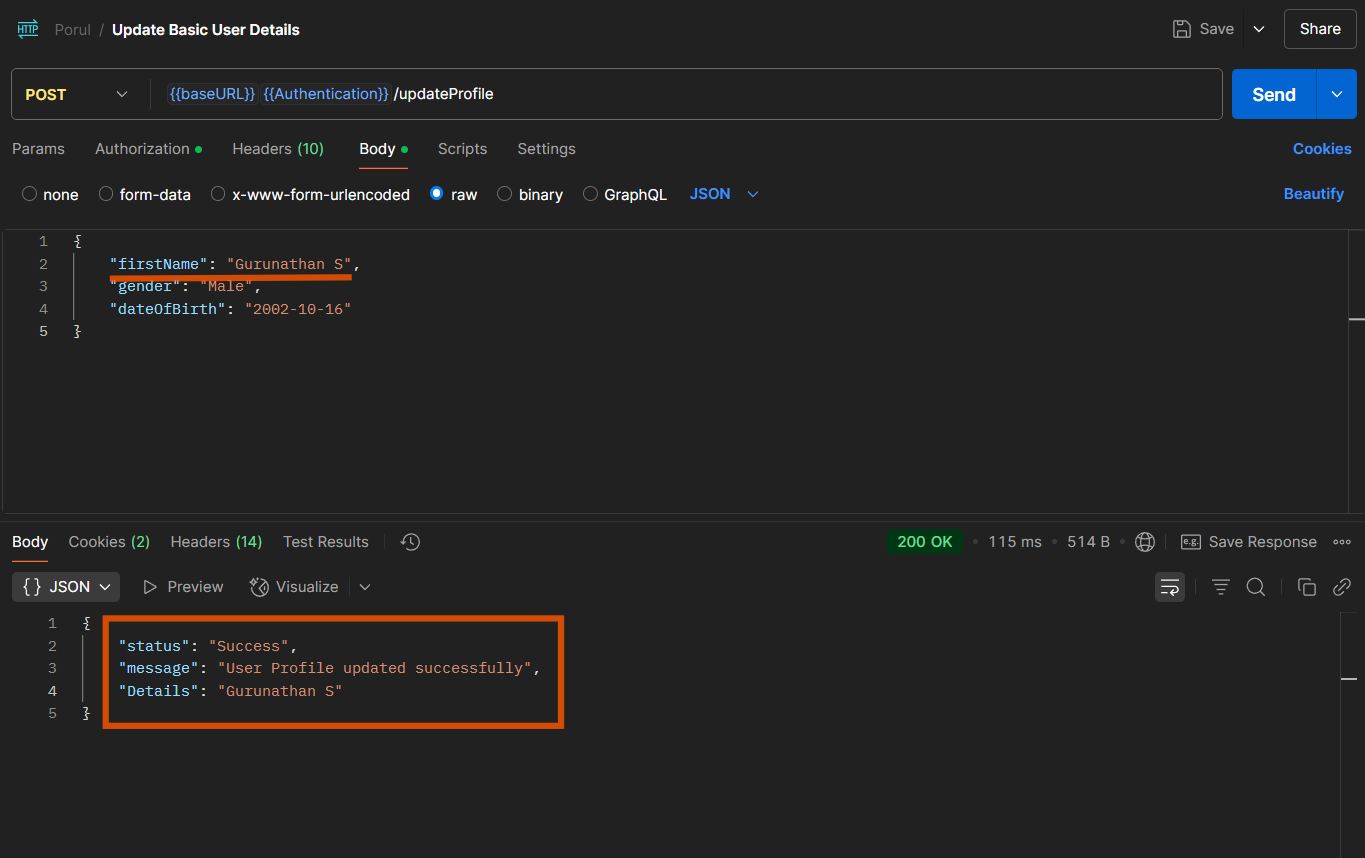 HTTP Porul / Update Basic User Details Save Share
POST {{baseURL}} {{Authentication}} /updateProfile Send
Params Authorization Headers (10) Body Scripts Settings Cookies
none form-data x-www-form-urlencoded raw binary GraphQL JSON Beautify
1 {
2 "firstName": "Gurunathan S",
3 "gender": "Male",
4 "dateOfBirth": "2002-10-16"
5 }
Body Cookies (2) Headers (14) Test Results 200 OK • 115 ms • 514 B • e.g. Save Response
{} JSON Preview Visualize
1 {
2 "status": "Success",
3 "message": "User Profile updated successfully",
4 "Details": "Gurunathan S"
5 }